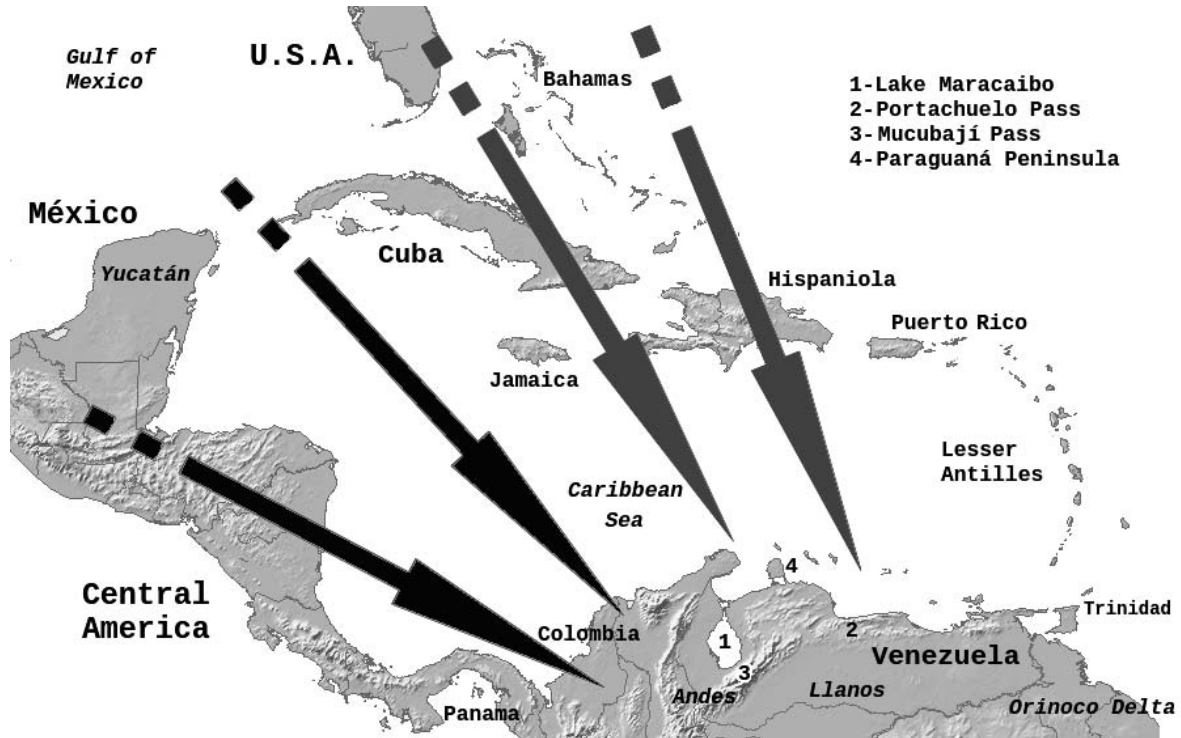 Gulf of
Mexico
U.S.A.
Bahamas
1-Lake Maracaibo
2-Portachuelo Pass
3-Mucubají Pass
4-Paraguaná Peninsula
México
Yucatán
Cuba
Hispaniola
Puerto Rico
Jamaica
Lesser
Antilles
Caribbean
Sea
4
Central
America
Colombia
Trinidad
1
2
3
Venezuela
Andes
Llanos
Panama
Orinoco Delta